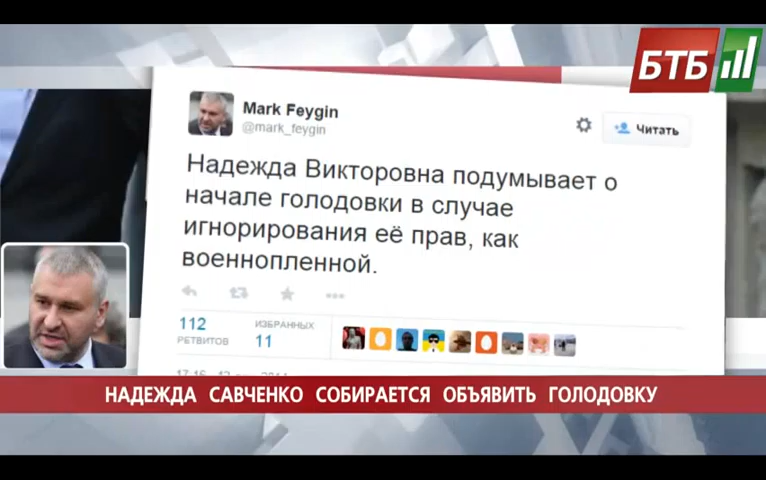 БТБ
Mark Feygin
@mark_feygin
Читать
Надежда Викторовна подумывает о
начале голодовки в случае
игнорирования её прав, как
военнопленной.
112
РЕТВИТОВ
ИЗБРАННЫХ
11
НАДЕЖДА САВЧЕНКО СОБИРАЕТСЯ ОБЪЯВИТЬ ГОЛОДОВКУ